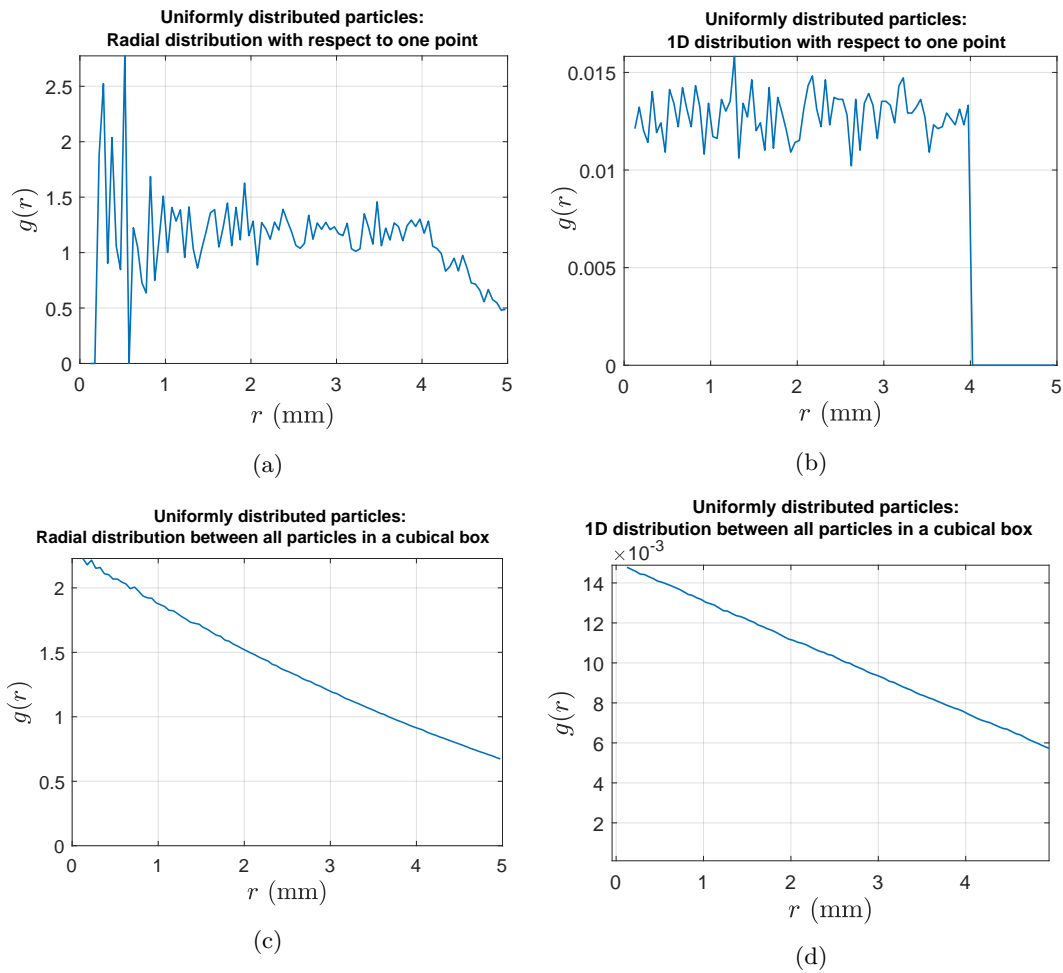 Uniformly distributed particles:
Radial distribution with respect to one point
2.5
2
1.5
1
0.5
0
0
1
2
3
4
5
g(r)
r (mm)
(a)
Uniformly distributed particles:
1D distribution with respect to one point
0.015
0.01
0.005
0
0
1
2
3
4
5
g(r)
r (mm)
(b)
Uniformly distributed particles:
Radial distribution between all particles in a cubical box
2
1.5
1
0.5
0
0
1
2
3
4
5
g(r)
r (mm)
(c)
Uniformly distributed particles:
1D distribution between all particles in a cubical box
×10⁻³
14
12
10
8
6
4
2
0
1
2
3
4
g(r)
r (mm)
(d)